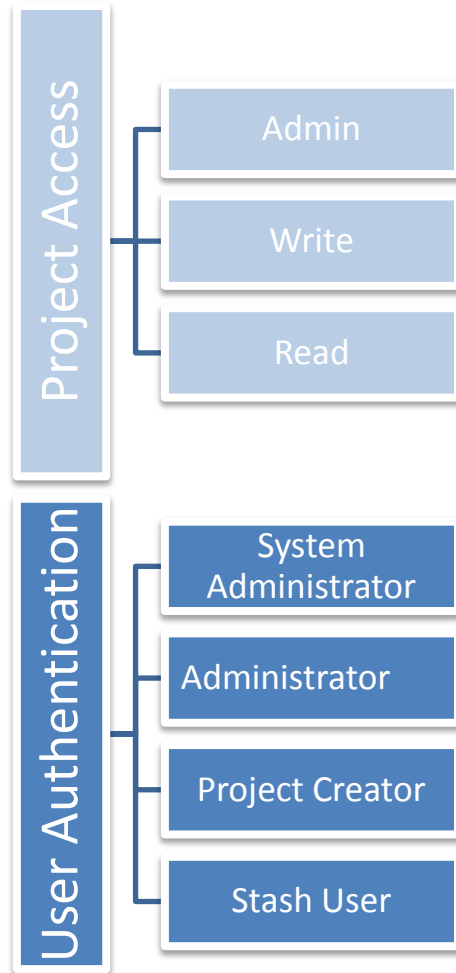 Project Access
Admin
Write
Read
User Authentication
System
Administrator
Administrator
Project Creator
Stash User